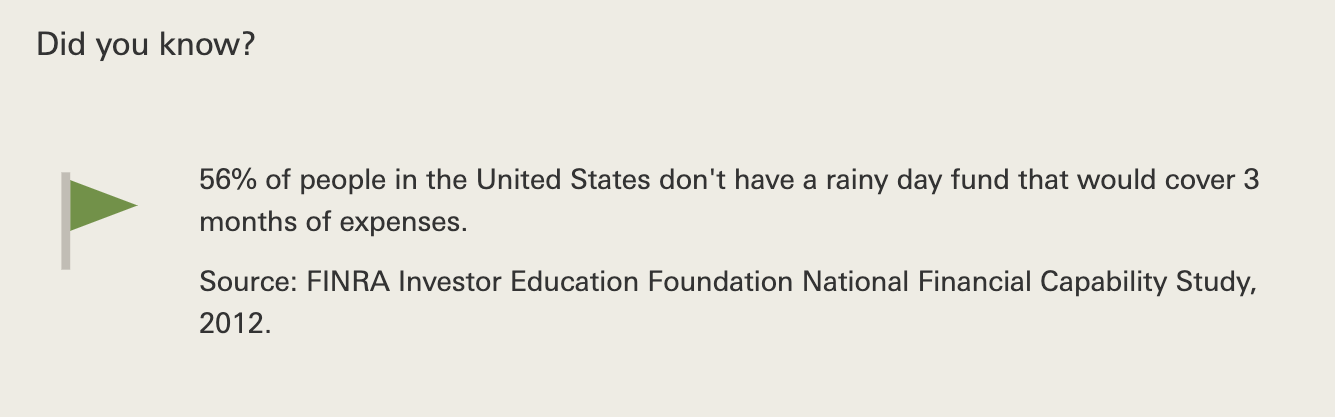 Did you know?
56% of people in the United States don't have a rainy day fund that would cover 3
months of expenses.
Source: FINRA Investor Education Foundation National Financial Capability Study,
2012.